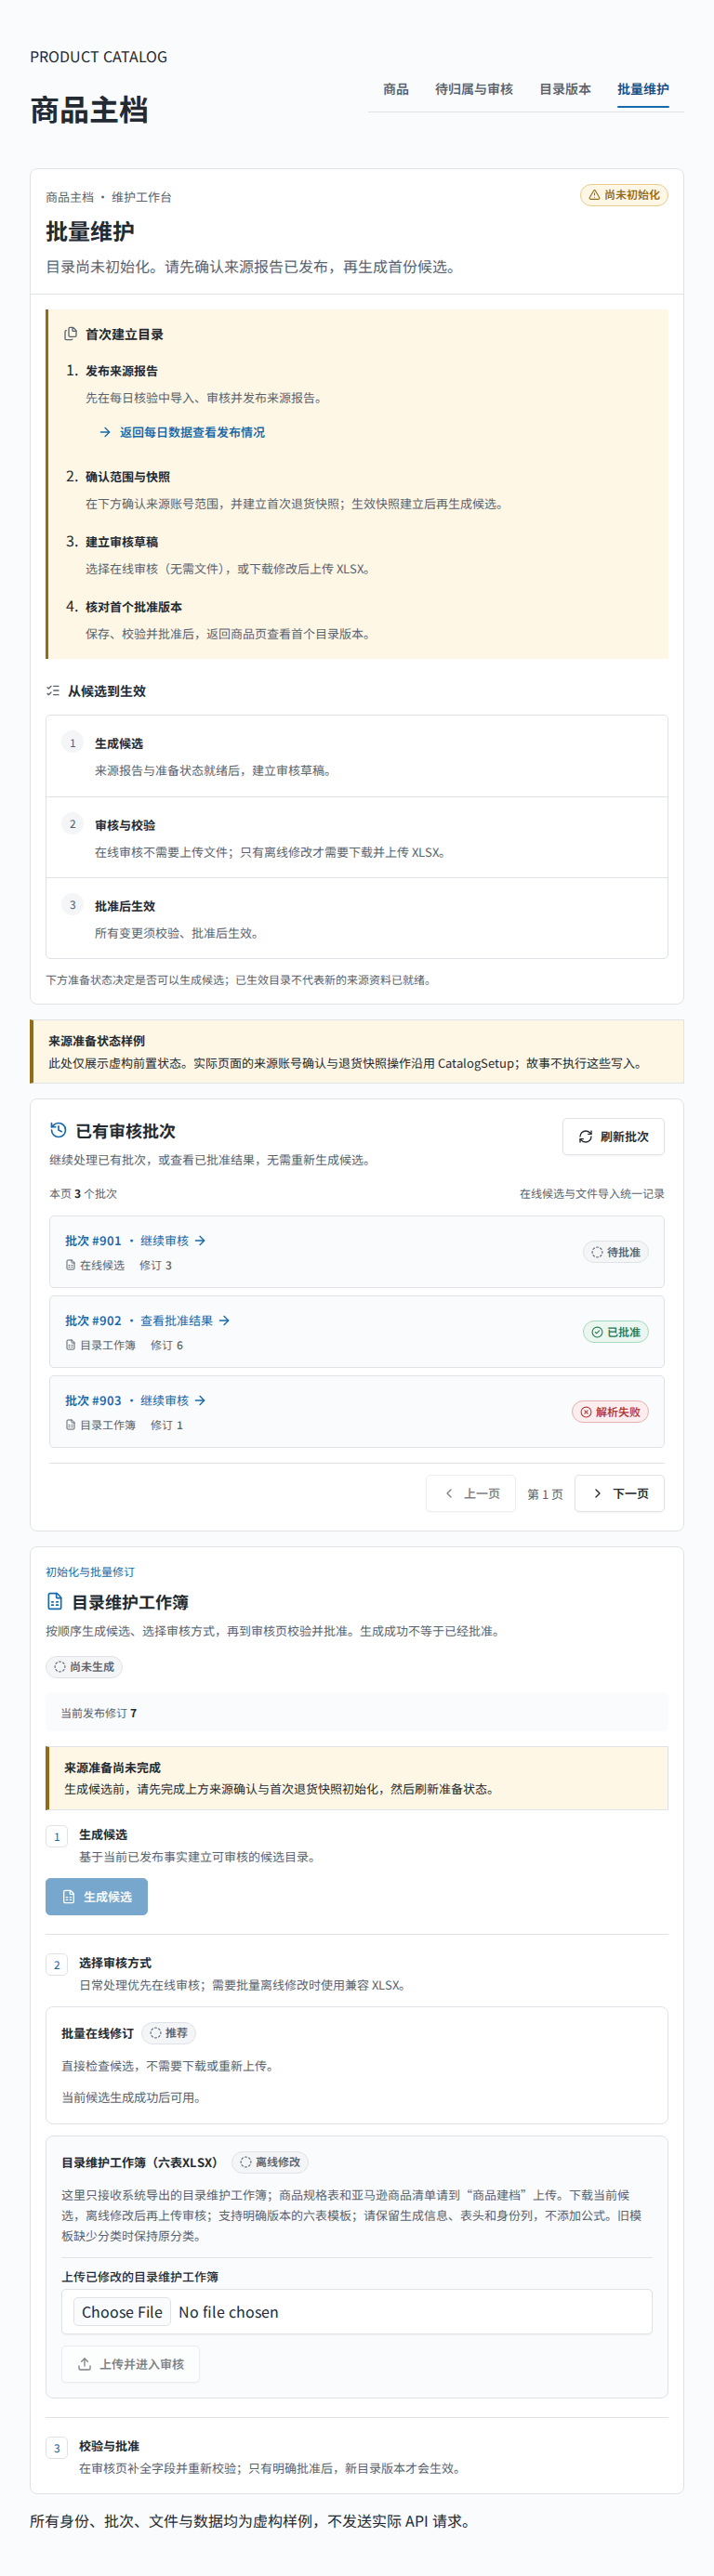 PRODUCT CATALOG
商品主档
商品 待归属与审核 目录版本 批量维护
商品主档 · 维护工作台
尚未初始化
批量维护
目录尚未初始化。请先确认来源报告已发布，再生成首份候选。
首次建立目录
1. 发布来源报告
先在每日核验中导入、审核并发布来源报告。
返回每日数据查看发布情况
2. 确认范围与快照
在下方确认来源账号范围，并建立首次退货快照；生效快照建立后再生成候选。
3. 建立审核草稿
选择在线审核（无需文件），或下载修改后上传 XLSX。
4. 核对首个批准版本
保存、校验并批准后，返回商品页查看首个目录版本。
从候选到生效
1 生成候选
来源报告与准备状态就绪后，建立审核草稿。
2 审核与校验
在线审核不需要上传文件；只有离线修改才需要下载并上传 XLSX。
3 批准后生效
所有变更须校验、批准后生效。
下方准备状态决定是否可以生成候选；已生效目录不代表新的来源资料已就绪。
来源准备状态样例
此处仅展示虚构前置状态。实际页面的来源账号确认与退货快照操作沿用 CatalogSetup；故事不执行这些写入。
已有审核批次
刷新批次
继续处理已有批次，或查看已批准结果，无需重新生成候选。
本页 3 个批次
在线候选与文件导入统一记录
批次 #901 · 继续审核
在线候选 修订 3
待批准
批次 #902 · 查看批准结果
目录工作簿 修订 6
已批准
批次 #903 · 继续审核
目录工作簿 修订 1
解析失败
上一页 第 1 页 下一页
初始化与批量修订
目录维护工作簿
按顺序生成候选、选择审核方式，再到审核页校验并批准。生成成功不等于已经批准。
尚未生成
当前发布修订 7
来源准备尚未完成
生成候选前，请先完成上方来源确认与首次退货快照初始化，然后刷新准备状态。
1 生成候选
基于当前已发布事实建立可审核的候选目录。
生成候选
2 选择审核方式
日常处理优先在线审核；需要批量离线修改时使用兼容 XLSX。
批量在线修订 推荐
直接检查候选，不需要下载或重新上传。
当前候选生成成功后可用。
目录维护工作簿（六表XLSX） 离线修改
这里只接收系统导出的目录维护工作簿；商品规格表和亚马逊商品清单请到“商品建档”上传。下载当前候
选，离线修改后再上传审核；支持明确版本的六表模板；请保留生成信息、表头和身份列，不添加公式。旧模
板缺少分类时保持原分类。
上传已修改的目录维护工作簿
Choose File No file chosen
上传并进入审核
3 校验与批准
在审核页补全字段并重新校验；只有明确批准后，新目录版本才会生效。
所有身份、批次、文件与数据均为虚构样例，不发送实际 API 请求。